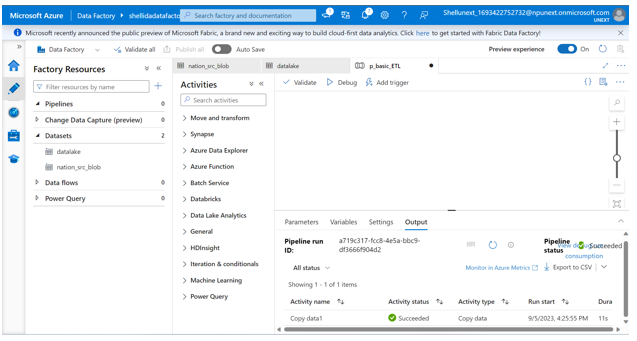 Microsoft Azure | Data Factory > shellidadatafacto Search factory and documentation Shellunext_1693422752732@npunext.onmicrosoft.com
UNEXT
Microsoft recently announced the public preview of Microsoft Fabric, a brand new and exciting way to build cloud-first data analytics. Click here to get started with Fabric Data Factory!
Data Factory Validate all Publish all Auto Save Preview experience On
Factory Resources
Filter resources by name
Pipelines 0
Change Data Capture (preview) 0
Datasets 2
datalake
nation_src_blob
Data flows 0
Power Query 0
nation_src_blob datalake p_basic_ETL
Activities
Search activities
Move and transform
Synapse
Azure Data Explorer
Azure Function
Batch Service
Databricks
Data Lake Analytics
General
HDInsight
Iteration & conditionals
Machine Learning
Power Query
Validate Debug Add trigger
Parameters Variables Settings Output
Pipeline run ID: a719c317-fcc8-4e5a-bbc9-df3666f904d2
Pipeline status Succeeded
consumption
All status Monitor in Azure Metrics Export to CSV
Showing 1 - 1 of 1 items
Activity name Activity status Activity type Run start Dura
Copy data1 Succeeded Copy data 9/5/2023, 4:25:55 PM 11s